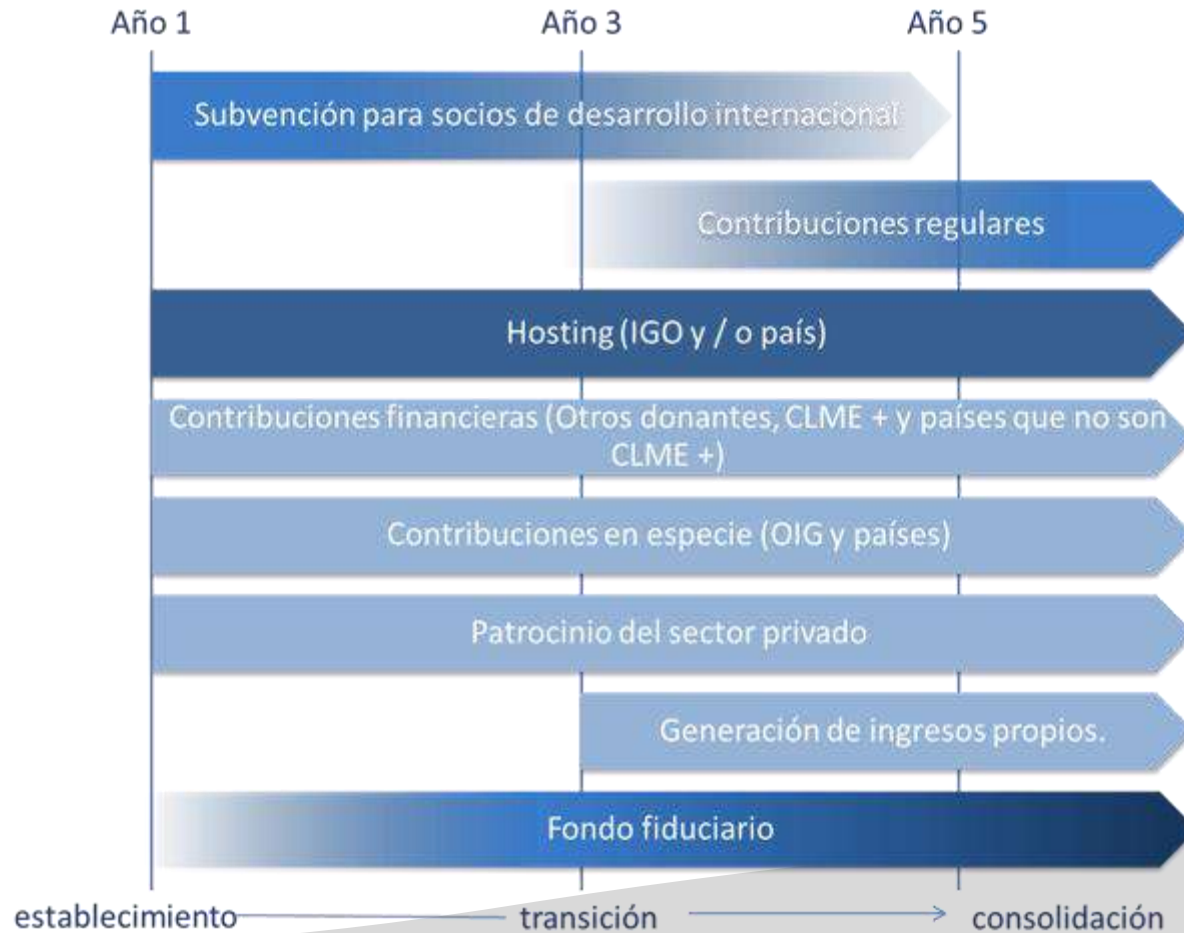 Año 1 Año 3 Año 5
Subvención para socios de desarrollo internacional
Contribuciones regulares
Hosting (IGO y / o país)
Contribuciones financieras (Otros donantes, CLME + y países que no son
CLME +)
Contribuciones en especie (OIG y países)
Patrocinio del sector privado
Generación de ingresos propios.
Fondo fiduciario
establecimiento transición consolidación